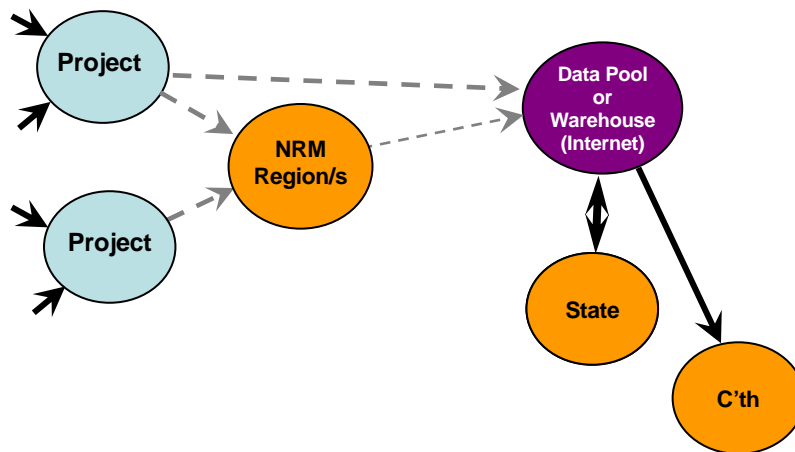 Project
Data Pool
or
Warehouse
(Internet)
NRM
Region/s
Project
State
C'th